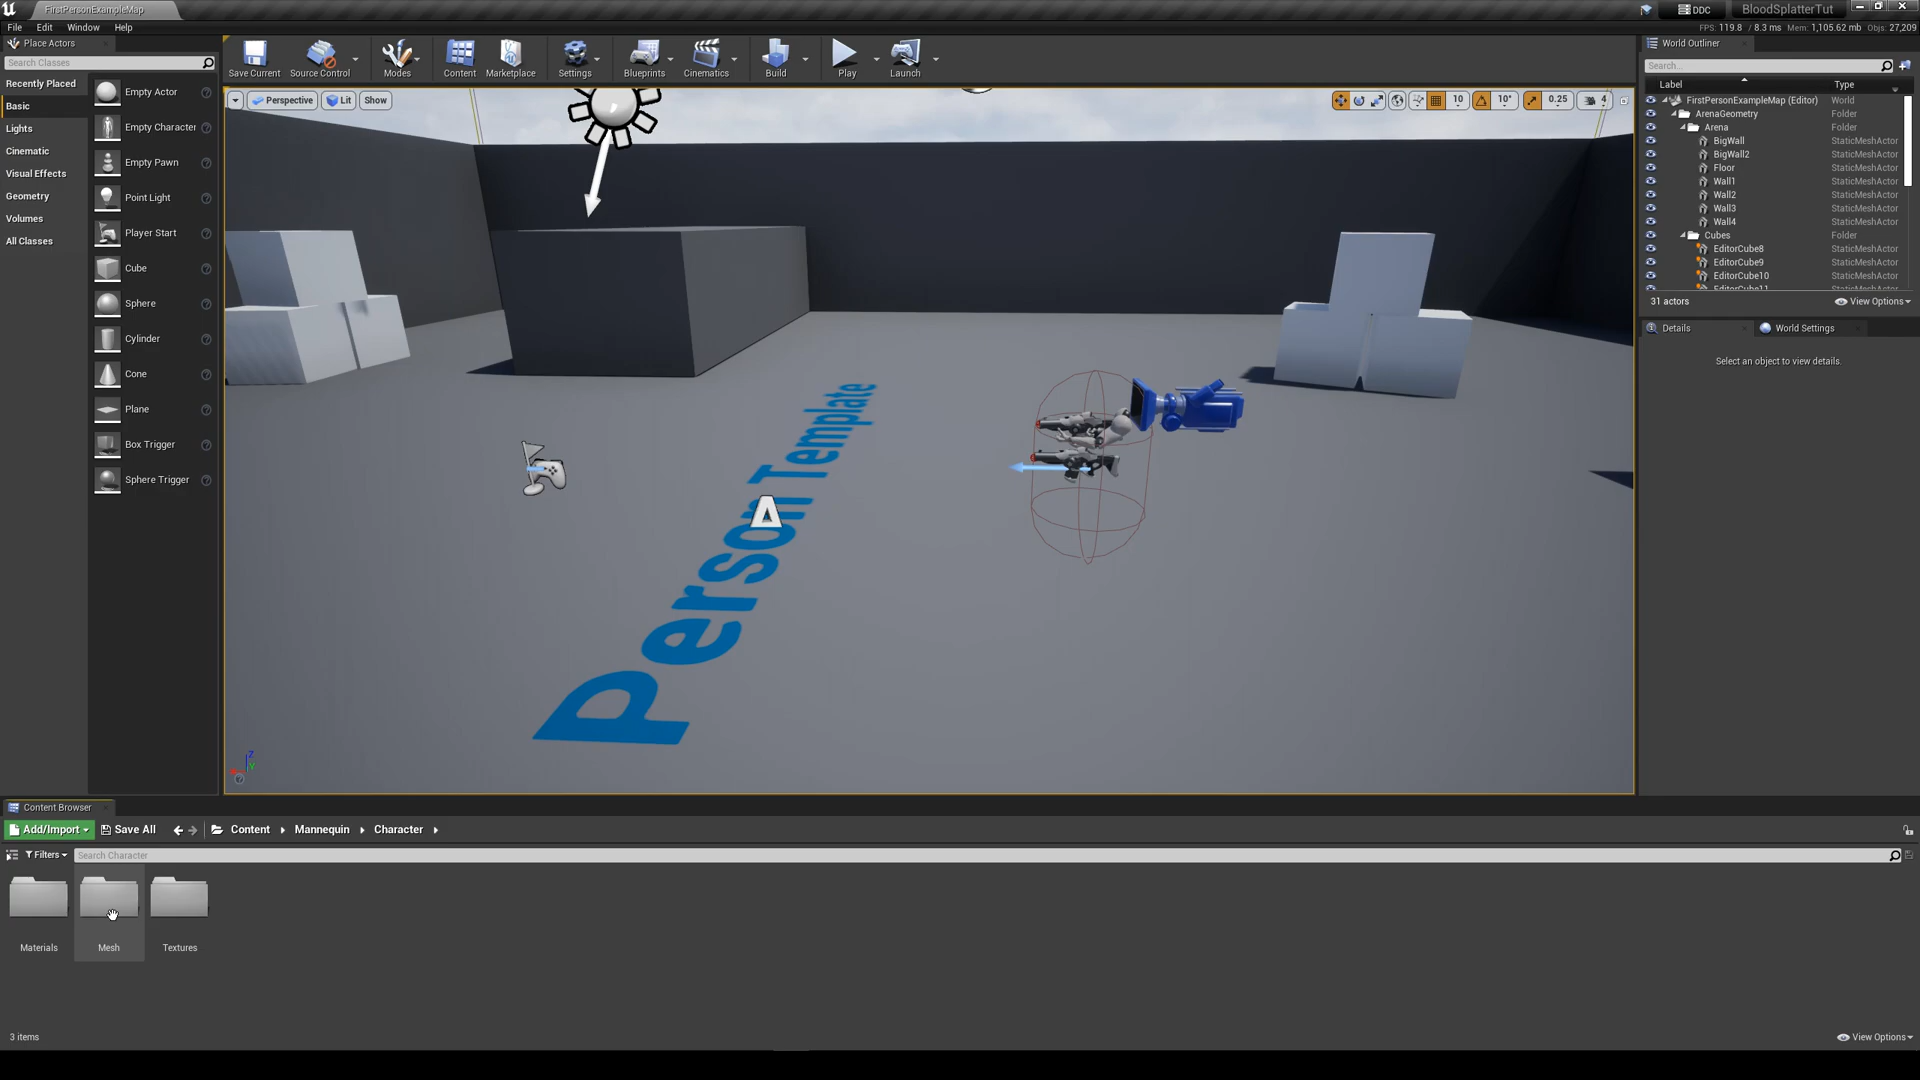 FirstPersonExampleMap
DDC
BloodSplatterTut
File Edit Window Help
FPS: 119.8 / 8.3 ms Mem: 1,105.62 mb Objs: 27,209
Place Actors
Search Classes
Recently Placed
Basic
Lights
Cinematic
Visual Effects
Geometry
Volumes
All Classes
Empty Actor
Empty Character
Empty Pawn
Point Light
Player Start
Cube
Sphere
Cylinder
Cone
Plane
Box Trigger
Sphere Trigger
Save Current
Source Control
Modes
Content
Marketplace
Settings
Blueprints
Cinematics
Build
Play
Launch
Perspective
Lit
Show
10
10°
0.25
4
Person Template
Z
Y
World Outliner
Search...
Label Type
FirstPersonExampleMap (Editor) World
ArenaGeometry Folder
Arena Folder
BigWall StaticMeshActor
BigWall2 StaticMeshActor
Floor StaticMeshActor
Wall1 StaticMeshActor
Wall2 StaticMeshActor
Wall3 StaticMeshActor
Wall4 StaticMeshActor
Cubes Folder
EditorCube8 StaticMeshActor
EditorCube9 StaticMeshActor
EditorCube10 StaticMeshActor
31 actors
View Options
Details
World Settings
Select an object to view details.
Content Browser
Add/Import
Save All
Content
Mannequin
Character
Filters
Search Character
Materials
Mesh
Textures
3 items
View Options